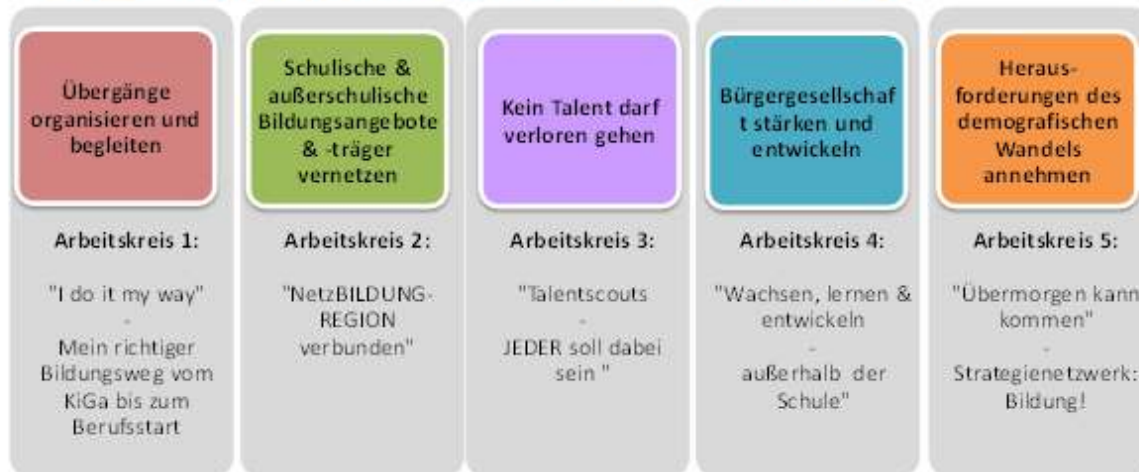 Übergänge
organisieren und
begleiten
Arbeitskreis 1:
"I do it my way"
-
Mein richtiger
Bildungsweg vom
KiGa bis zum
Berufsstart
Schulische &
außerschulische
Bildungsangebote
& -träger
vernetzen
Arbeitskreis 2:
"NetzBILDUNG-
REGION
verbunden"
Kein Talent darf
verloren gehen
Arbeitskreis 3:
"Talentscouts
-
JEDER soll dabei
sein "
Bürgergesellschaf
t stärken und
entwickeln
Arbeitskreis 4:
"Wachsen, lernen &
entwickeln
-
außerhalb der
Schule"
Heraus-
forderungen des
demografischen
Wandels
annehmen
Arbeitskreis 5:
"Übermorgen kann
kommen"
-
Strategienetzwerk:
Bildung!